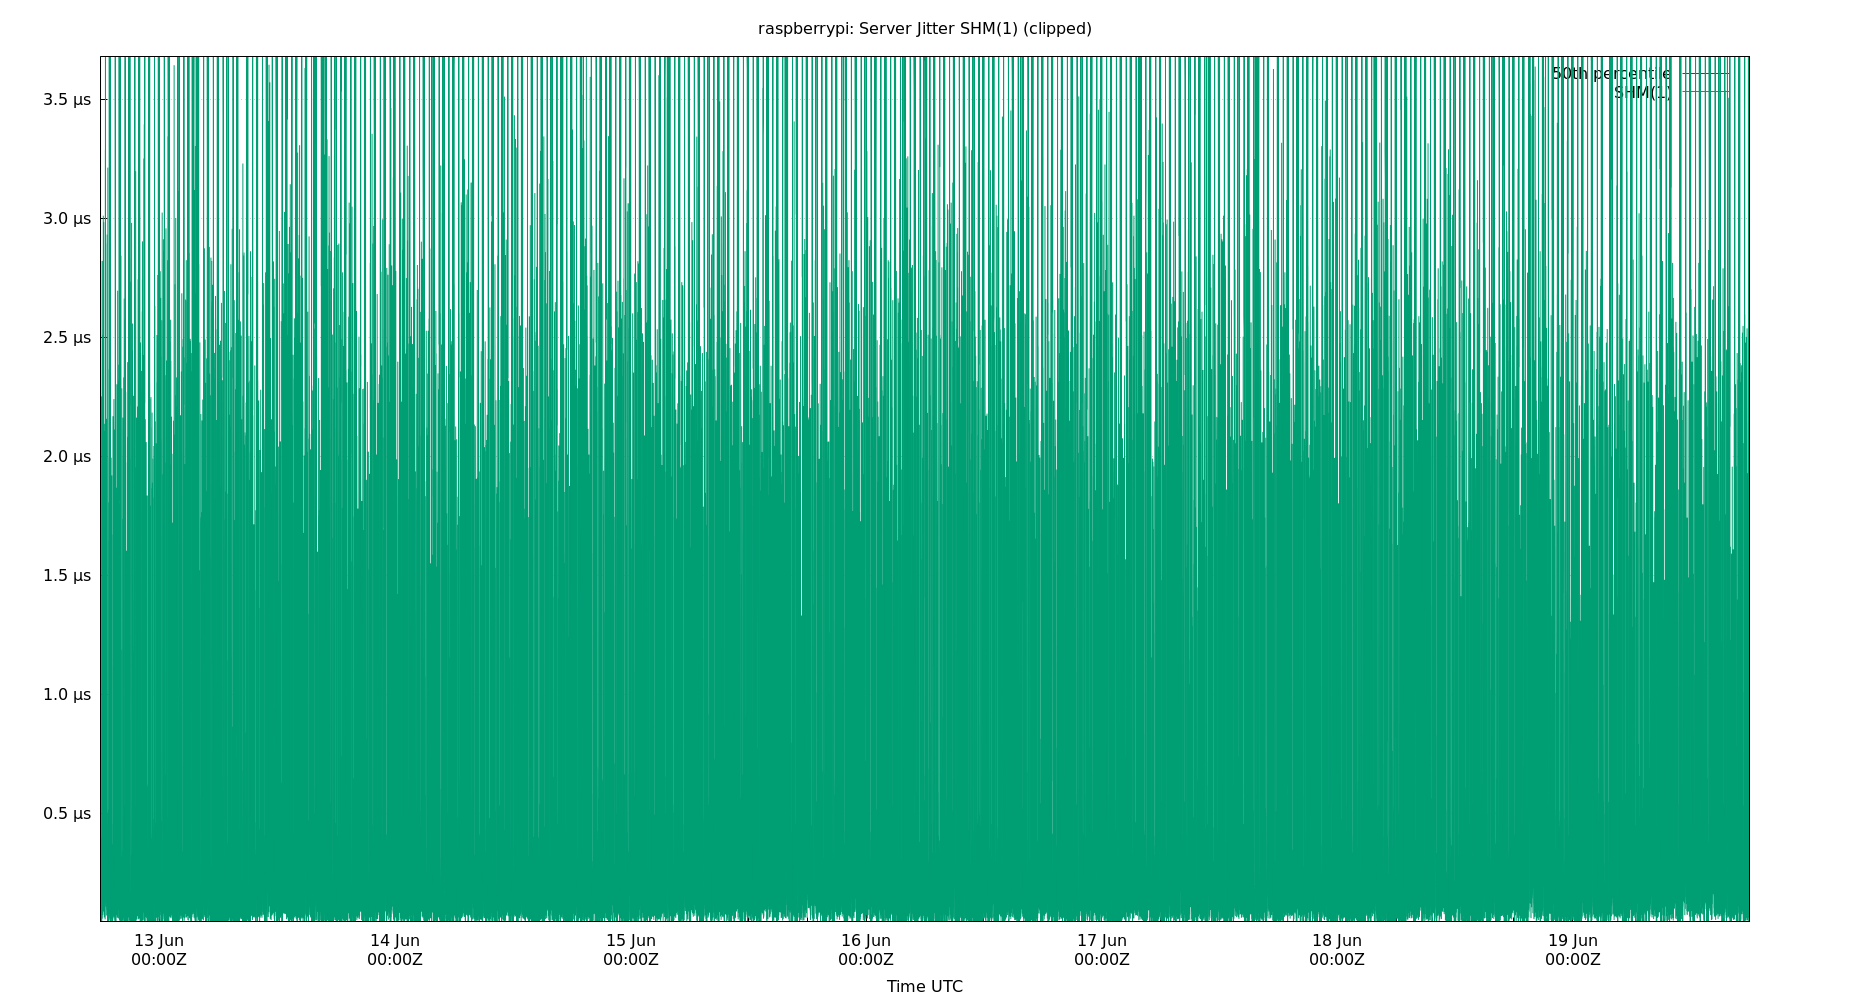 raspberrypi: Server Jitter SHM(1) (clipped)
50th percentile
SHM(1)
3.5 µs
3.0 µs
2.5 µs
2.0 µs
1.5 µs
1.0 µs
0.5 µs
13 Jun 14 Jun 15 Jun 16 Jun 17 Jun 18 Jun 19 Jun
00:00Z 00:00Z 00:00Z 00:00Z 00:00Z 00:00Z 00:00Z
Time UTC